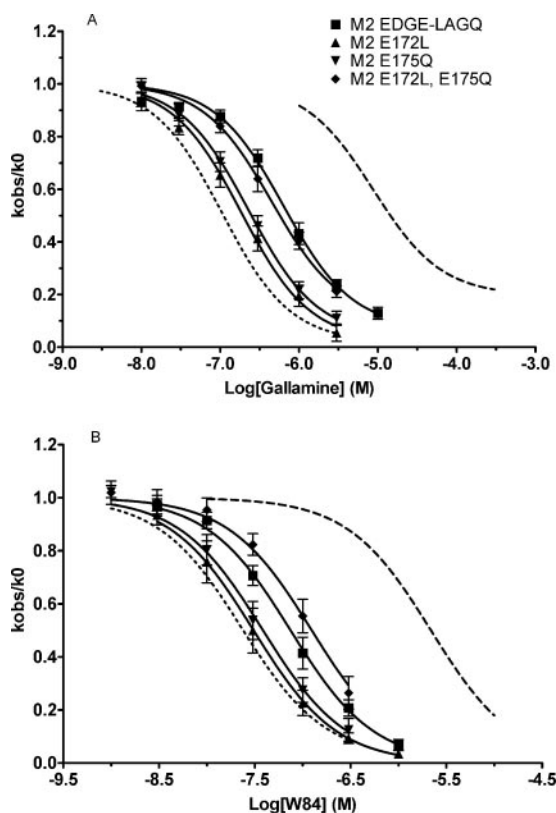 A
M2 EDGE-LAGQ
M2 E172L
M2 E175Q
M2 E172L, E175Q
kobs/k0
1.2
1.0
0.8
0.6
0.4
0.2
0.0
-9.0 -8.0 -7.0 -6.0 -5.0 -4.0 -3.0
Log[Gallamine] (M)
B
kobs/k0
1.2
1.0
0.8
0.6
0.4
0.2
0.0
-9.5 -8.5 -7.5 -6.5 -5.5 -4.5
Log[W84] (M)